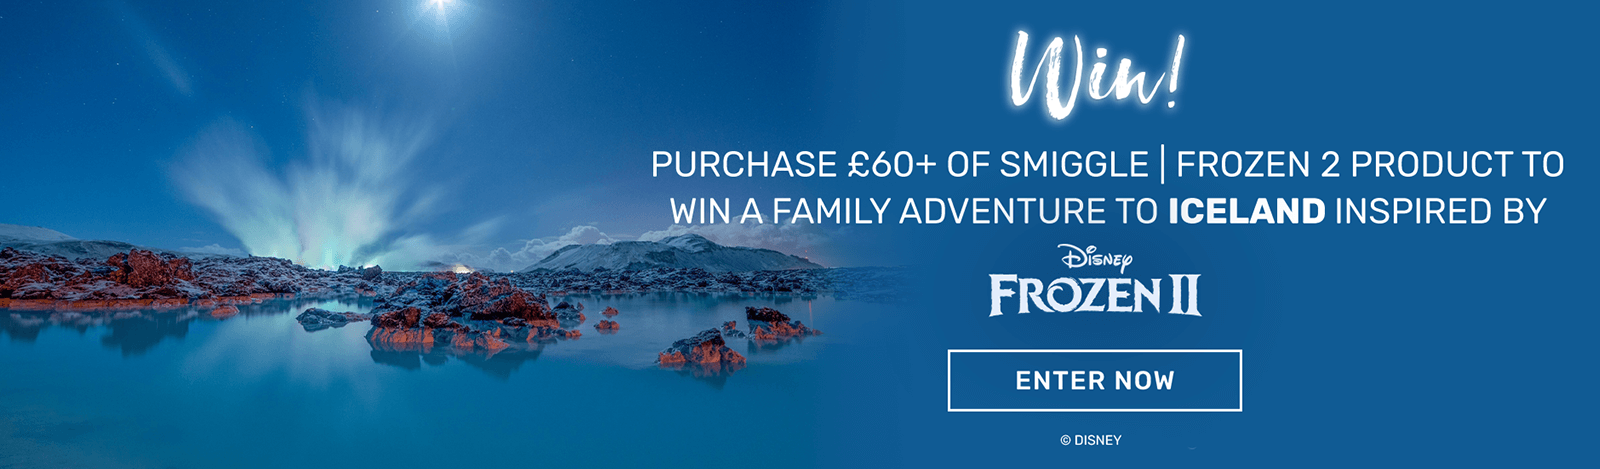 Win!
PURCHASE £60+ OF SMIGGLE | FROZEN 2 PRODUCT TO
WIN A FAMILY ADVENTURE TO ICELAND INSPIRED BY
DISNEY
FROZEN II
ENTER NOW
© DISNEY